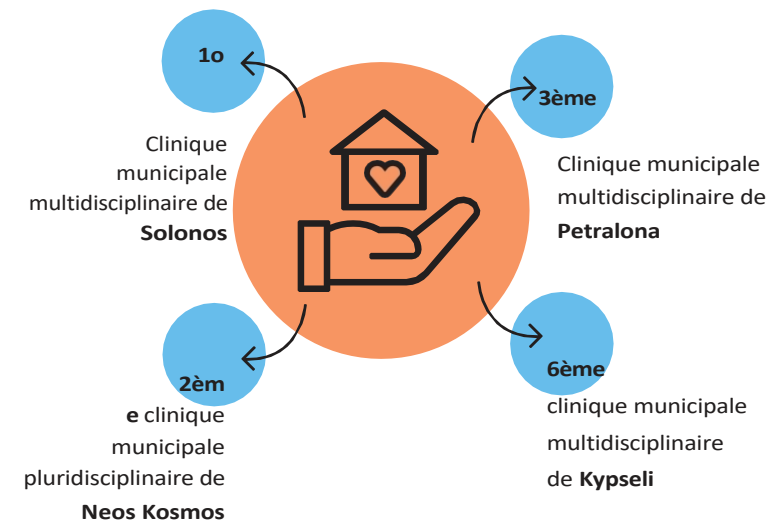 1o
Clinique
municipale
multidisciplinaire de
Solonos
3ème
Clinique municipale
multidisciplinaire de
Petralona
2èm
e clinique
municipale
pluridisciplinaire de
Neos Kosmos
6ème
clinique municipale
multidisciplinaire
de Kypseli